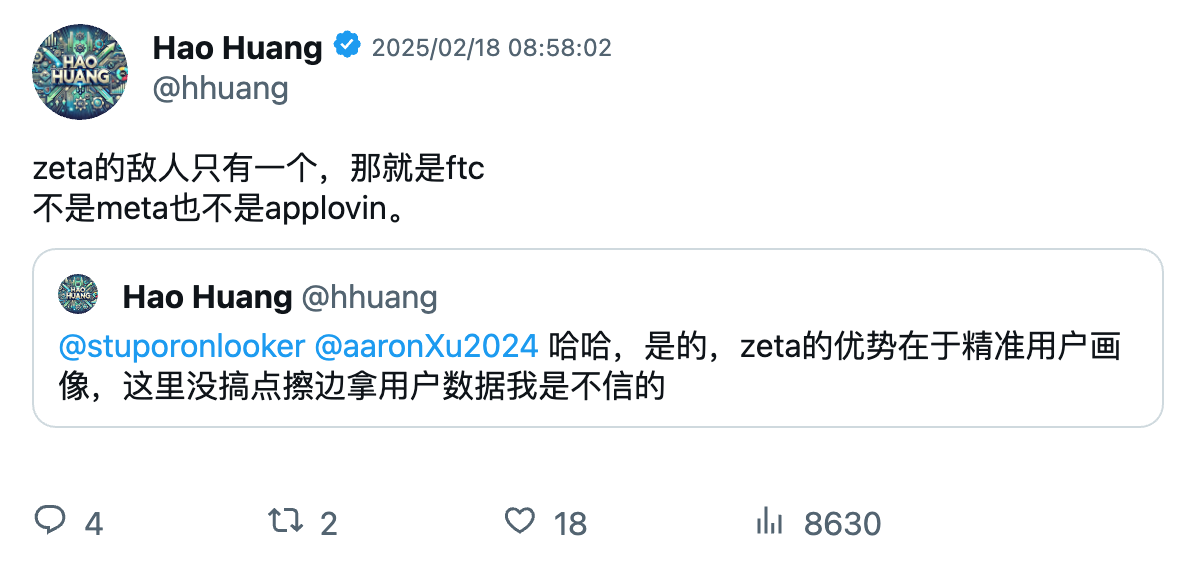 HAO
HUANG
Hao Huang 2025/02/18 08:58:02
@hhuang
zeta的敌人只有一个，那就是ftc
不是meta也不是applovin。
HAO
HUANG
Hao Huang @hhuang
@stuporonlooker @aaronXu2024 哈哈，是的，zeta的优势在于精准用户画
像，这里没搞点擦边拿用户数据我是不信的
4 2 18 8630